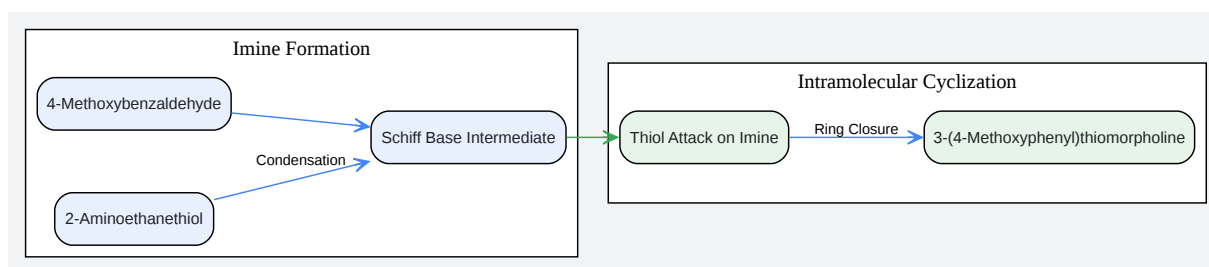 Imine Formation
4-Methoxybenzaldehyde
Condensation
2-Aminoethanethiol
Schiff Base Intermediate
Intramolecular Cyclization
Thiol Attack on Imine
Ring Closure
3-(4-Methoxyphenyl)thiomorpholine